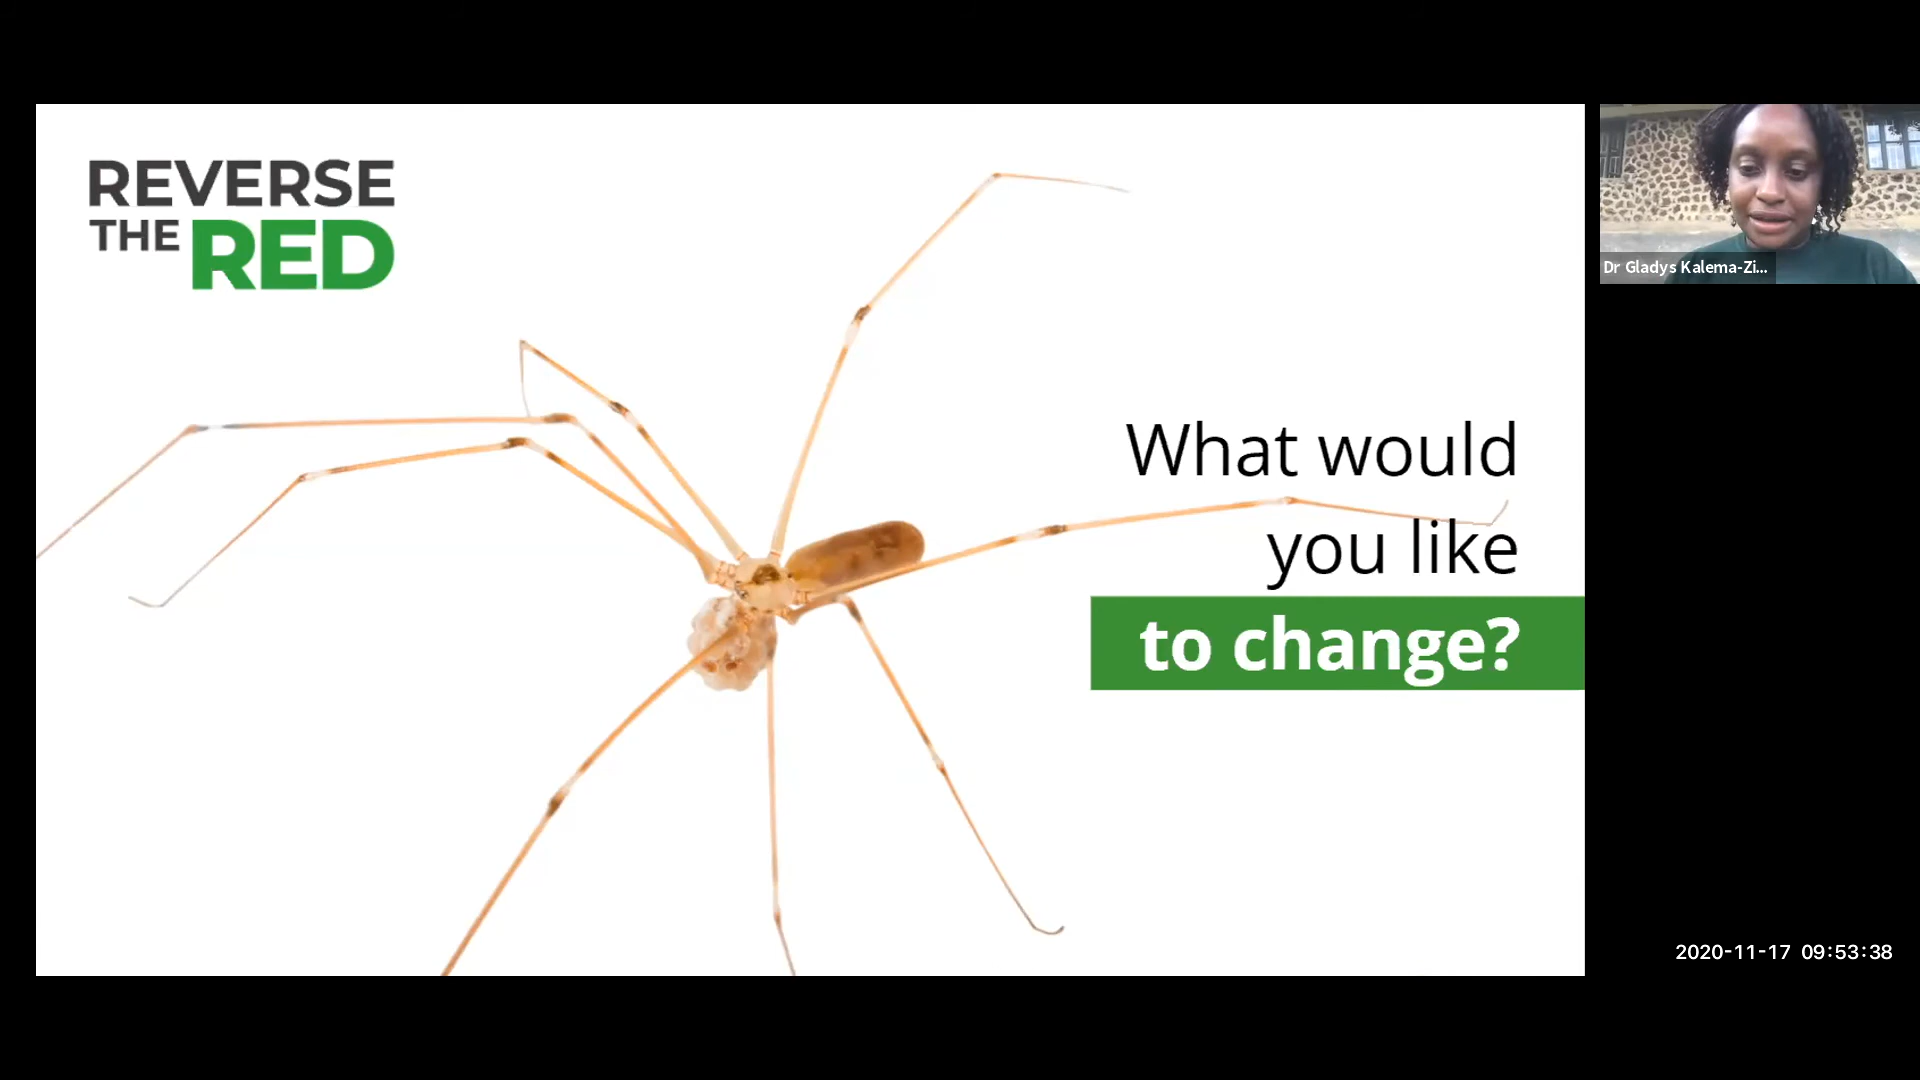 REVERSE
THE RED
What would
you like
to change?
Dr Gladys Kalema-Zi...
2020-11-17 09:53:38